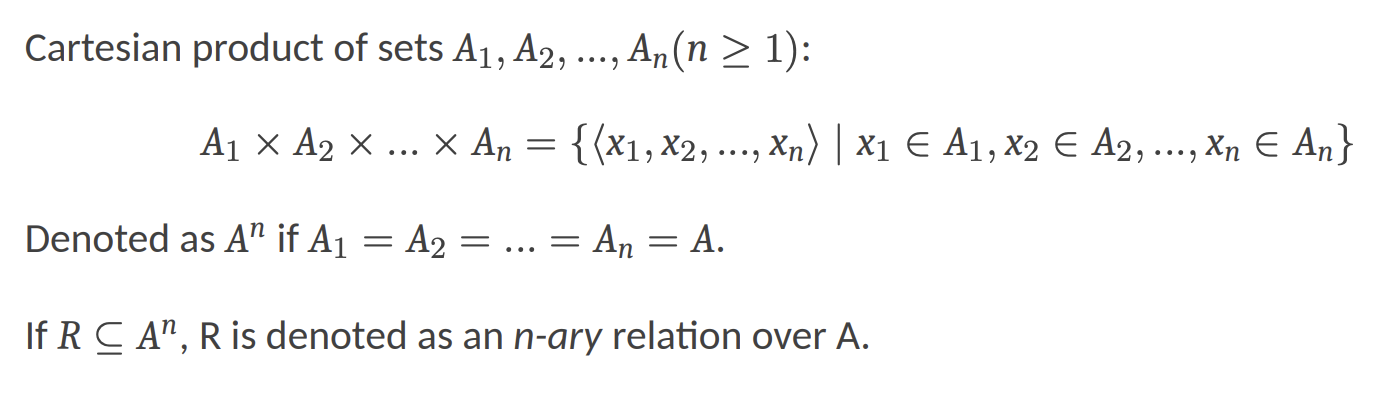 Cartesian product of sets A₁, A₂, ..., Aₙ(n ≥ 1):
A₁ × A₂ × ... × Aₙ = {⟨x₁, x₂, ..., xₙ⟩ | x₁ ∈ A₁, x₂ ∈ A₂, ..., xₙ ∈ Aₙ}
Denoted as Aⁿ if A₁ = A₂ = ... = Aₙ = A.
If R ⊆ Aⁿ, R is denoted as an n-ary relation over A.